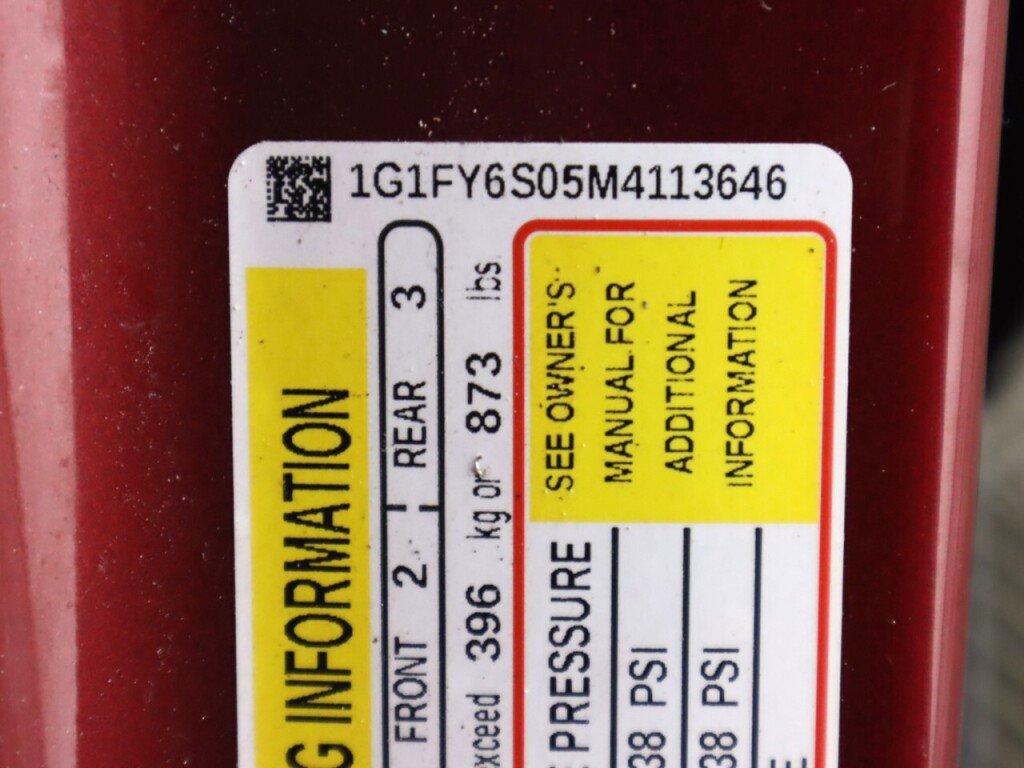 1G1FY6S05M4113646
G INFORMATION
FRONT 2 REAR 3
xceed 396 kg or 873 lbs.
SEE OWNER'S
MANUAL FOR
ADDITIONAL
INFORMATION
PRESSURE
38 PSI
38 PSI